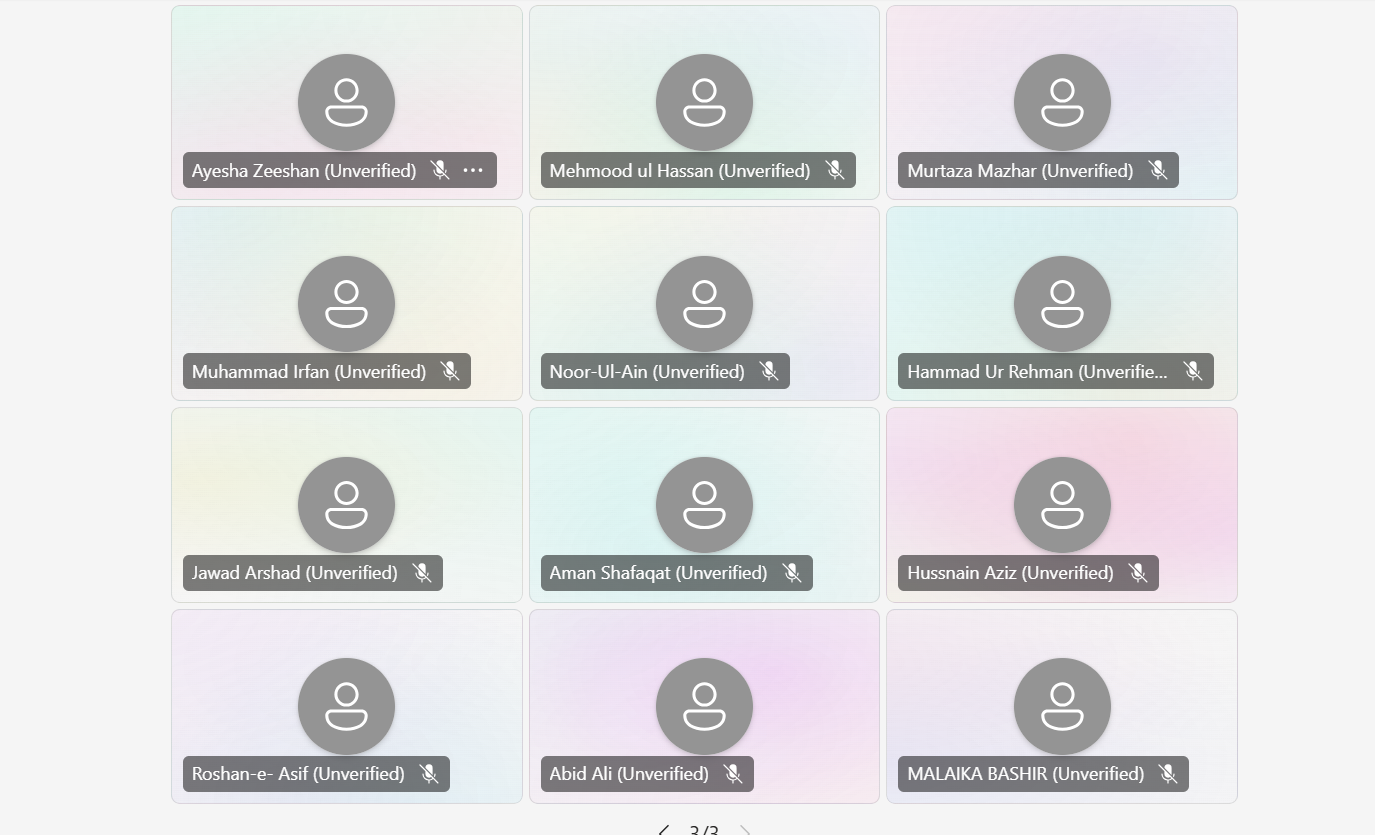 Ayesha Zeeshan (Unverified)
Mehmood ul Hassan (Unverified)
Murtaza Mazhar (Unverified)
Muhammad Irfan (Unverified)
Noor-Ul-Ain (Unverified)
Hammad Ur Rehman (Unverifie...
Jawad Arshad (Unverified)
Aman Shafaqat (Unverified)
Hussnain Aziz (Unverified)
Roshan-e- Asif (Unverified)
Abid Ali (Unverified)
MALAIKA BASHIR (Unverified)
3/3